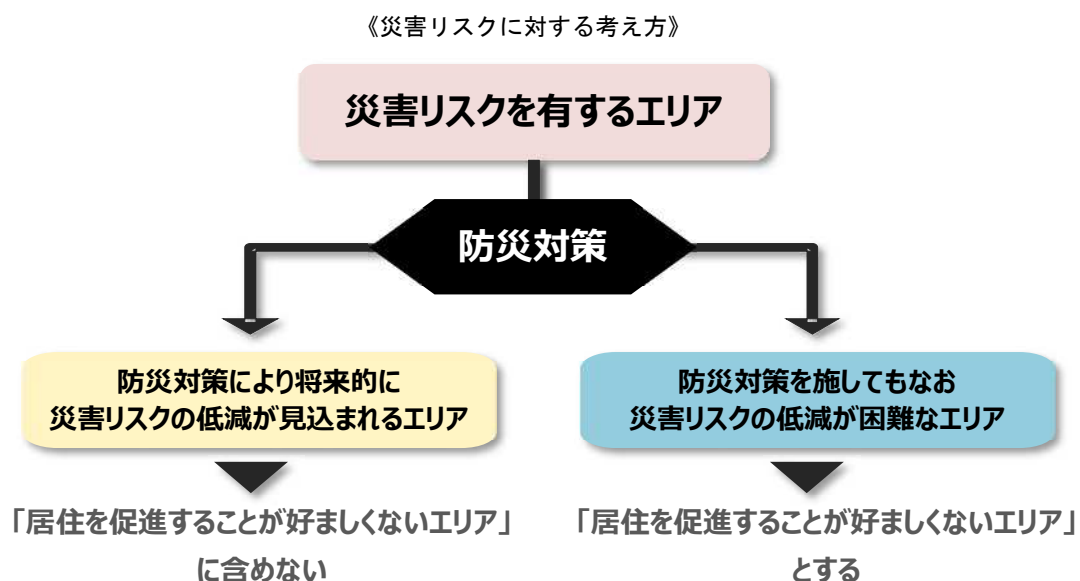 《災害リスクに対する考え方》
災害リスクを有するエリア
防災対策
防災対策により将来的に
災害リスクの低減が見込まれるエリア
防災対策を施してもなお
災害リスクの低減が困難なエリア
「居住を促進することが好ましくないエリア」
に含めない
「居住を促進することが好ましくないエリア」
とする